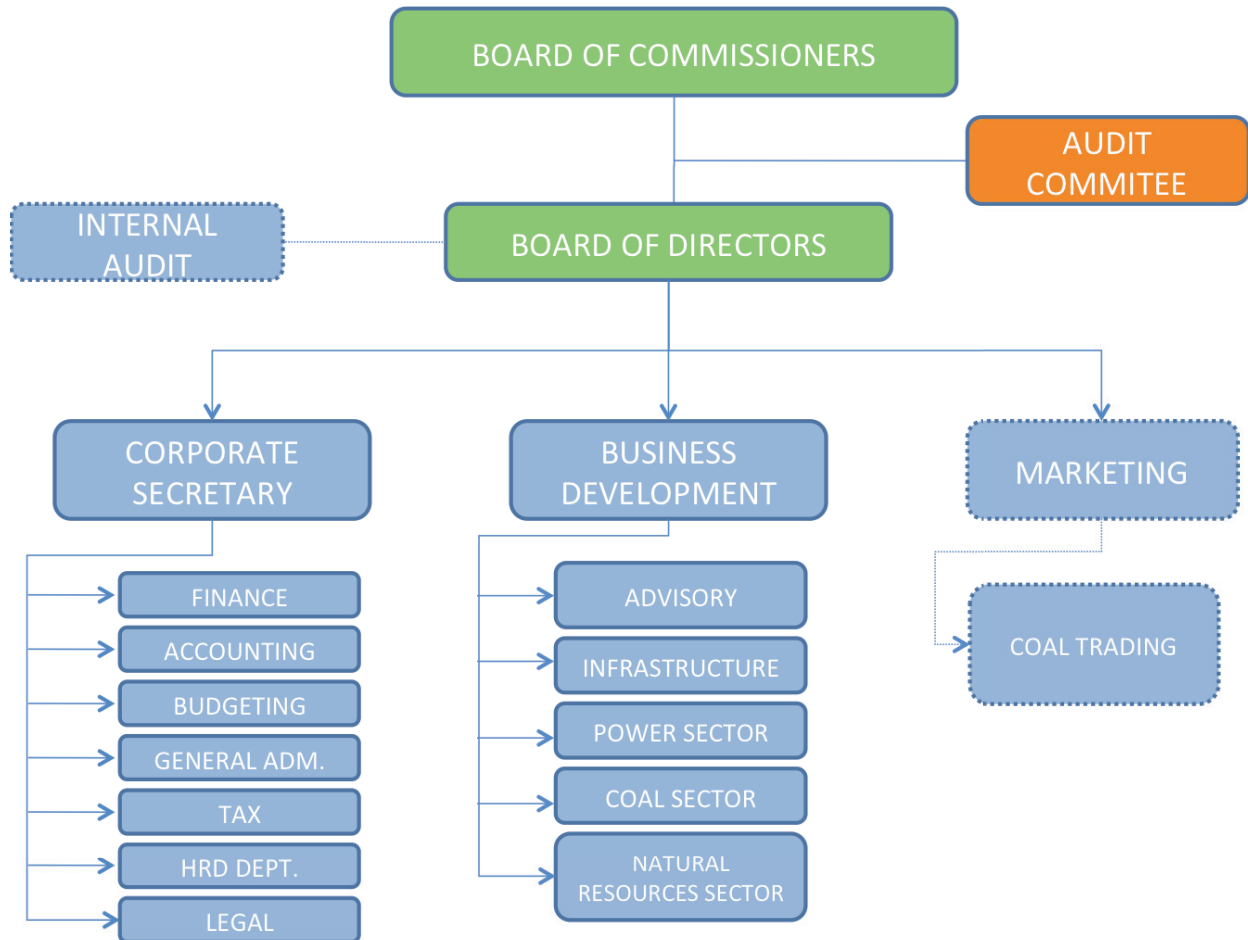 BOARD OF COMMISSIONERS
AUDIT
COMMITEE
INTERNAL
AUDIT
BOARD OF DIRECTORS
CORPORATE
SECRETARY
BUSINESS
DEVELOPMENT
MARKETING
FINANCE
ACCOUNTING
BUDGETING
GENERAL ADM.
TAX
HRD DEPT.
LEGAL
ADVISORY
INFRASTRUCTURE
POWER SECTOR
COAL SECTOR
NATURAL
RESOURCES SECTOR
COAL TRADING